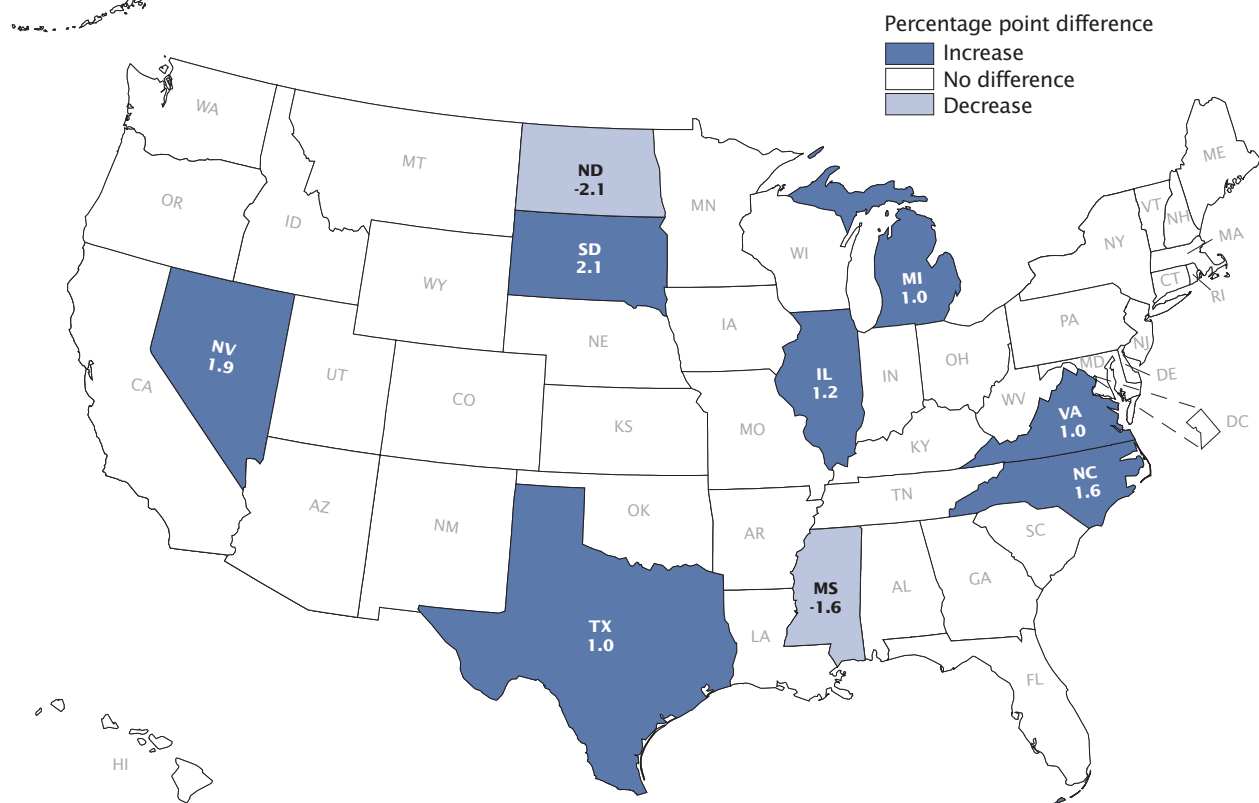 Percentage point difference
Increase
No difference
Decrease
WA
MT
ND
-2.1
MN
ME
OR
ID
SD
2.1
WI
MI
1.0
NY
VT
NH
MA
WY
CT
RI
NV
1.9
IA
PA
NJ
NE
CA
UT
CO
IL
1.2
IN
OH
MD
DE
WV
VA
1.0
DC
KS
MO
KY
NC
1.6
AZ
NM
OK
TN
AR
SC
MS
-1.6
AL
GA
TX
1.0
LA
FL
HI